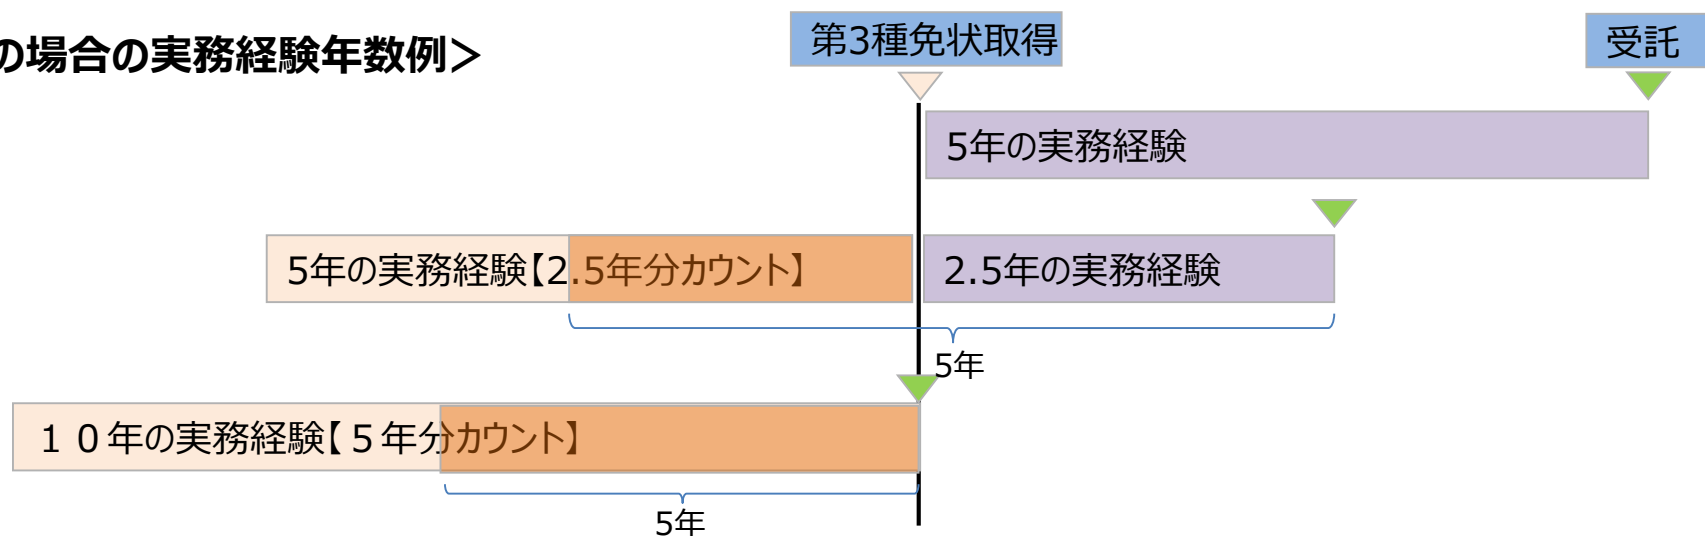 の場合の実務経験年数例＞
第3種免状取得
受託
5年の実務経験
5年の実務経験【2.5年分カウント】
2.5年の実務経験
5年
１０年の実務経験【５年分カウント】
5年